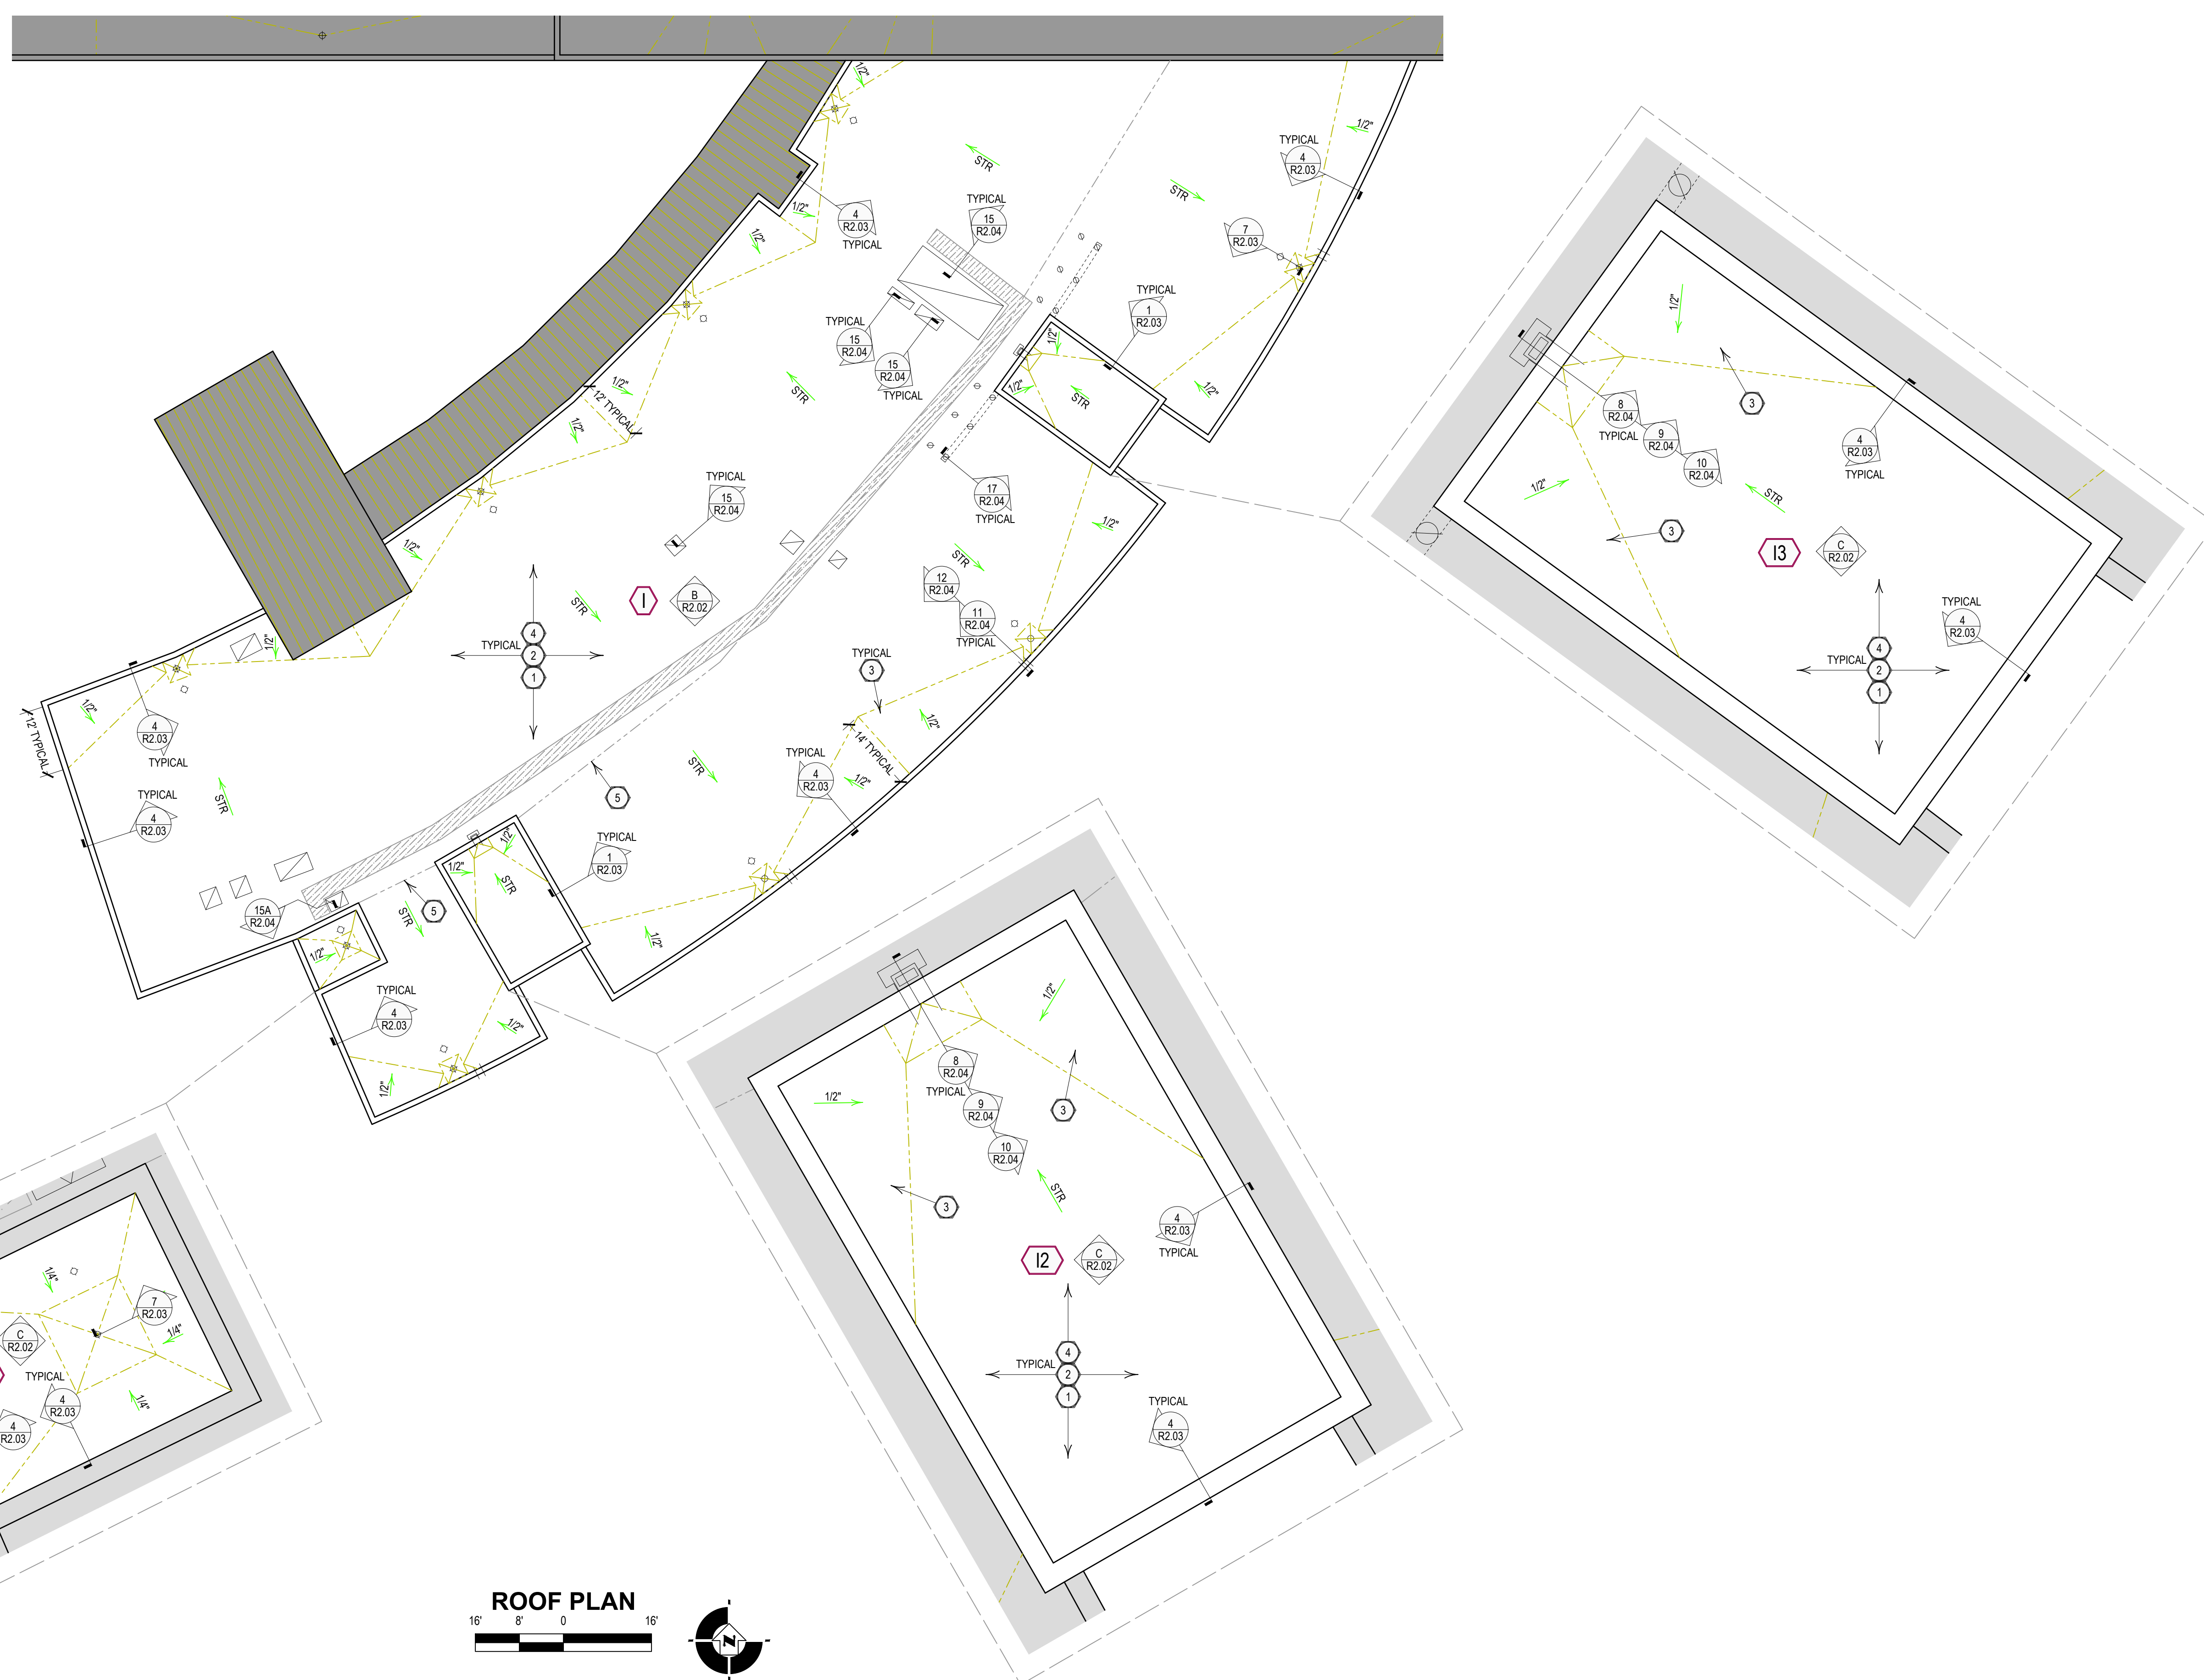 1/2"
1/2"
STR
TYPICAL
4
R2.03
STR
TYPICAL
15
R2.04
4
R2.03
TYPICAL
1/2"
1/2"
7
R2.03
1/2"
TYPICAL
1
R2.03
TYPICAL
15
R2.04
15
R2.04
TYPICAL
1/2"
1/2"
STR
1/2"
STR
1/2"
12' TYPICAL
1/2"
TYPICAL
15
R2.04
17
R2.04
TYPICAL
1/2"
1/2"
STR
12
R2.04
11
R2.04
TYPICAL
STR
I
B
R2.02
TYPICAL
4
2
1
1/2"
TYPICAL
3
1/2"
12' TYPICAL
4
R2.03
TYPICAL
1/2"
14' TYPICAL
1/2"
STR
TYPICAL
4
R2.03
STR
TYPICAL
4
R2.03
5
1/2"
1/2"
STR
TYPICAL
1
R2.03
15A
R2.04
STR
5
1/2"
1/2"
TYPICAL
4
R2.03
1/2"
1/2"
1/2"
3
8
R2.04
TYPICAL
9
R2.04
10
R2.04
4
R2.03
TYPICAL
1/2"
STR
3
I3
C
R2.02
TYPICAL
4
R2.03
TYPICAL
4
2
1
1/2"
1/2"
8
R2.04
TYPICAL
9
R2.04
10
R2.04
3
3
STR
4
R2.03
TYPICAL
I2
C
R2.02
TYPICAL
4
2
1
TYPICAL
4
R2.03
1/4"
7
R2.03
1/4"
C
R2.02
TYPICAL
4
R2.03
1/4"
4
R2.03
ROOF PLAN
16' 8' 0 16'
N